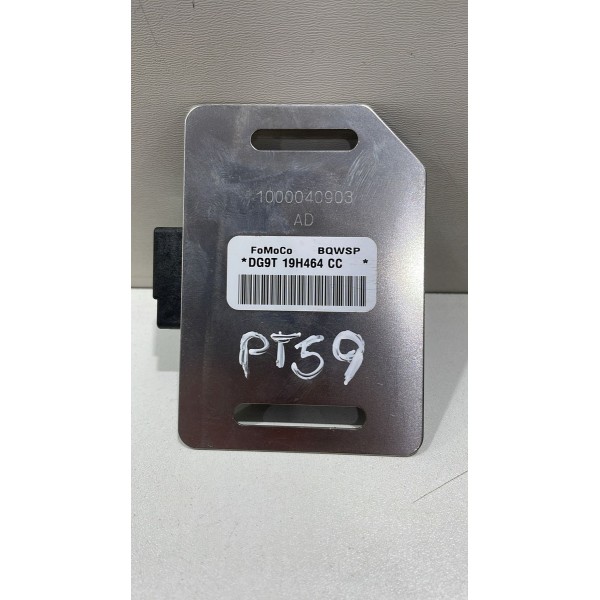 1000040903
AD
FoMoCo BQWSP
*DG9T 19H464 CC *
PT59